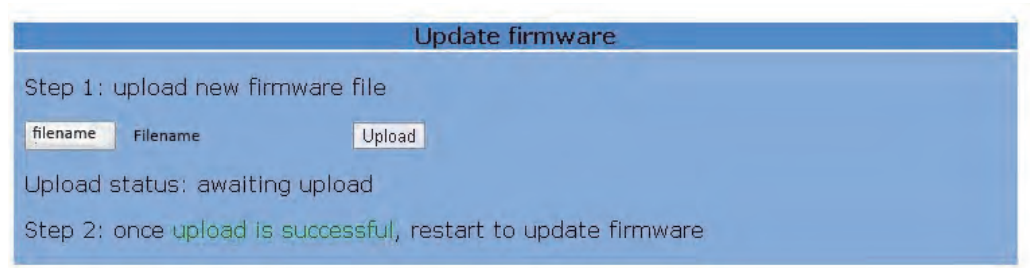 Update firmware
Step 1: upload new firmware file
filename Filename Upload
Upload status: awaiting upload
Step 2: once upload is successful, restart to update firmware